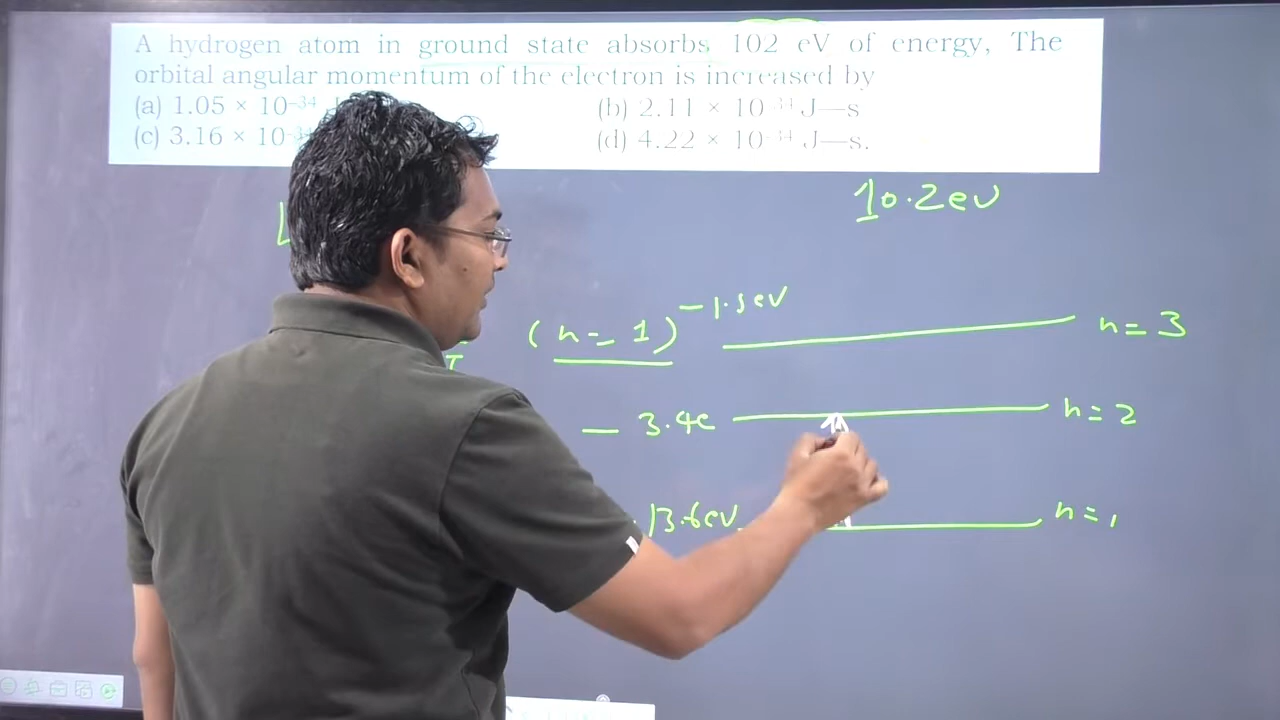 A hydrogen atom in ground state absorbs 102 eV of energy, The
orbital angular momentum of the electron is increased by
(a) 1.05 × 10⁻³⁴ (b) 2.11 × 10⁻³⁴ J—s
(c) 3.16 × 10⁻³⁴ (d) 4.22 × 10⁻³⁴ J—s.
10.2ev
(n = 1) -1.5ev n = 3
- 3.4e n = 2
13.6ev n = 1